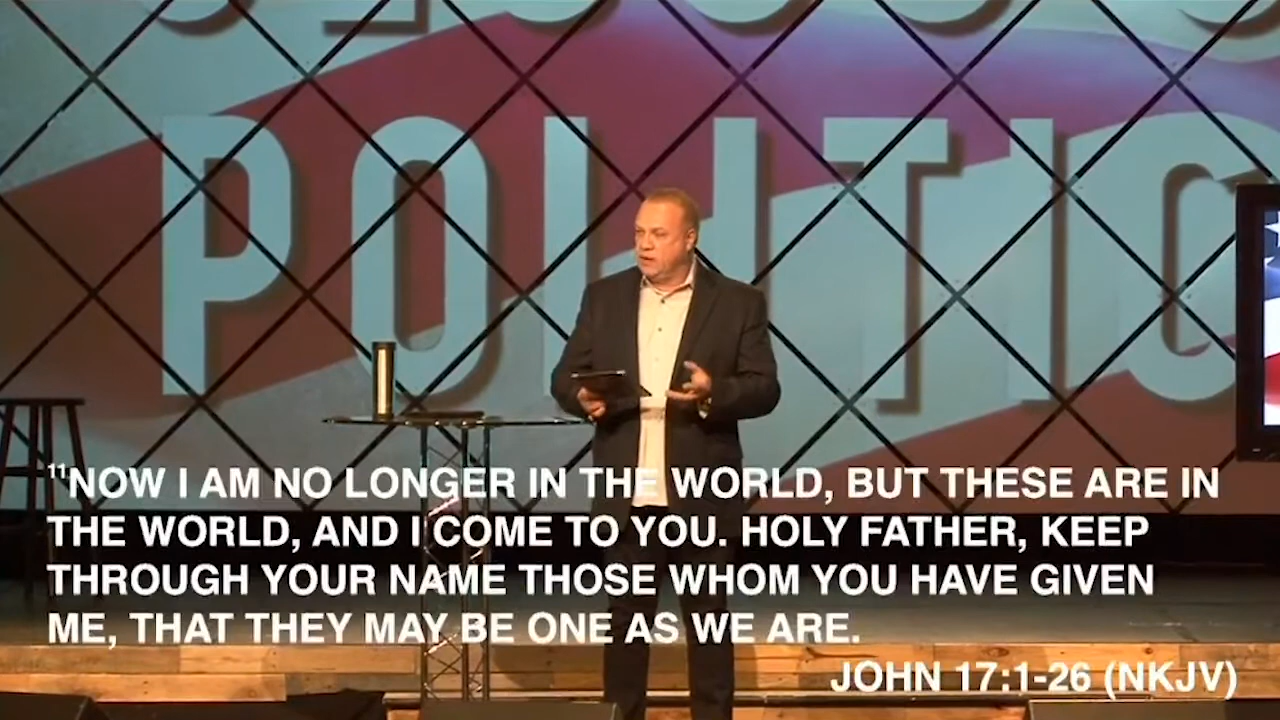 POLITIC
¹¹NOW I AM NO LONGER IN THE WORLD, BUT THESE ARE IN
THE WORLD, AND I COME TO YOU. HOLY FATHER, KEEP
THROUGH YOUR NAME THOSE WHOM YOU HAVE GIVEN
ME, THAT THEY MAY BE ONE AS WE ARE.
JOHN 17:1-26 (NKJV)